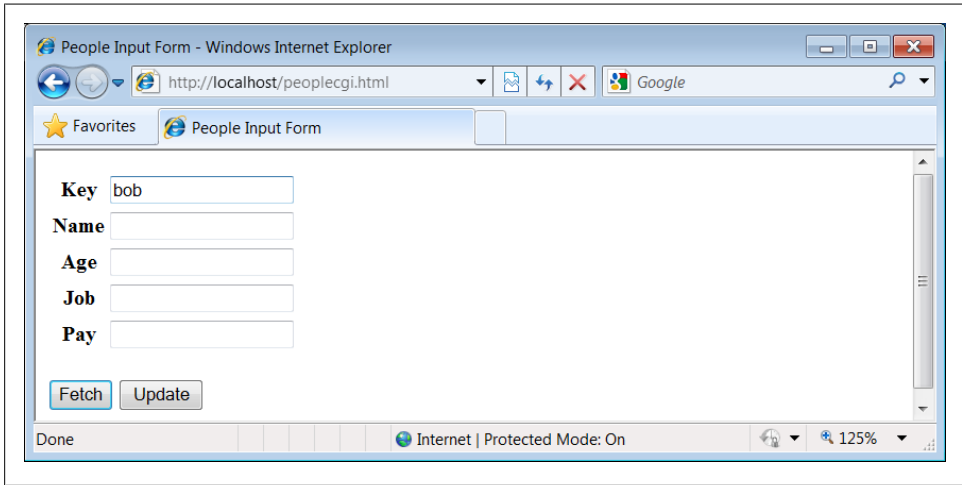 People Input Form - Windows Internet Explorer
http://localhost/peoplecgi.html Google
Favorites People Input Form
Key bob
Name
Age
Job
Pay
Fetch Update
Done Internet | Protected Mode: On 125%